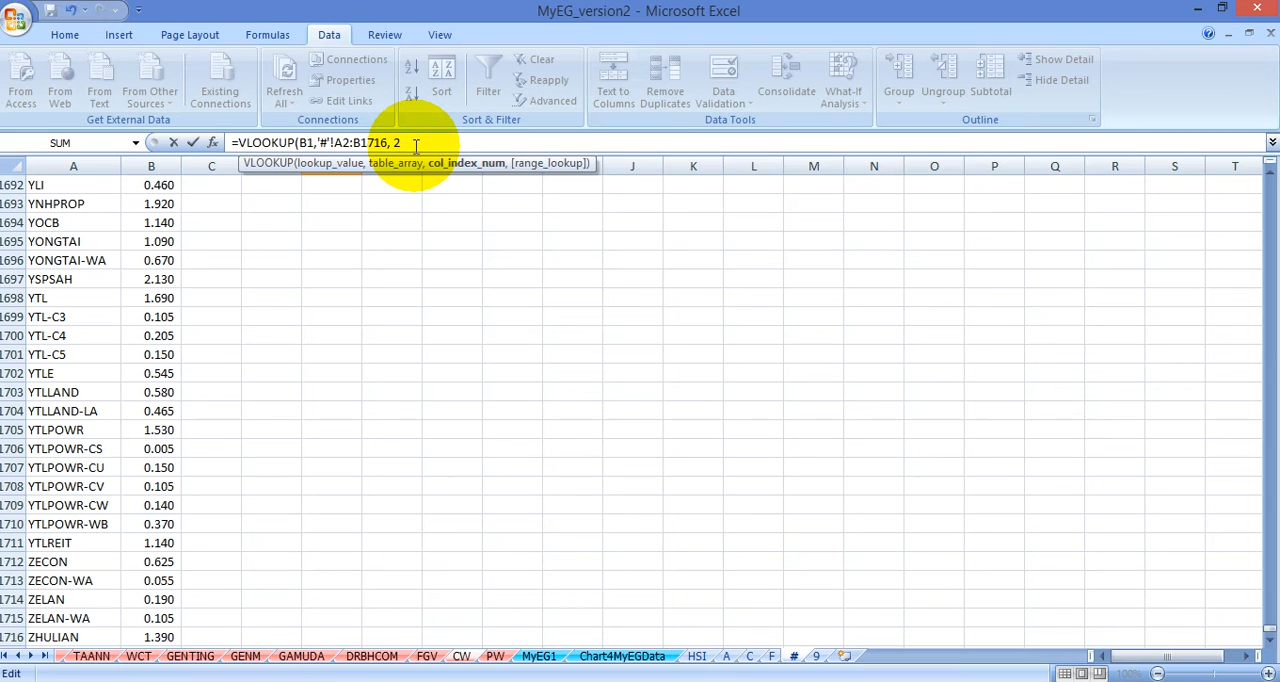 MyEG_version2 - Microsoft Excel
Home Insert Page Layout Formulas Data Review View
From Access
From Web
From Text
From Other Sources
Existing Connections
Get External Data
Refresh All
Connections
Properties
Edit Links
Connections
Sort
Filter
Clear
Reapply
Advanced
Sort & Filter
Text to Columns
Remove Duplicates
Data Validation
Consolidate
What-If Analysis
Data Tools
Group
Ungroup
Subtotal
Show Detail
Hide Detail
Outline
SUM fx =VLOOKUP(B1,'#'!A2:B1716, 2
VLOOKUP(lookup_value, table_array, col_index_num, [range_lookup])
A B C H I J K L M N O P Q R S T
1692 YLI 0.460
1693 YNHPROP 1.920
1694 YOCB 1.140
1695 YONGTAI 1.090
1696 YONGTAI-WA 0.670
1697 YSPSAH 2.130
1698 YTL 1.690
1699 YTL-C3 0.105
1700 YTL-C4 0.205
1701 YTL-C5 0.150
1702 YTLE 0.545
1703 YTLLAND 0.580
1704 YTLLAND-LA 0.465
1705 YTLPOWR 1.530
1706 YTLPOWR-CS 0.005
1707 YTLPOWR-CU 0.150
1708 YTLPOWR-CV 0.105
1709 YTLPOWR-CW 0.140
1710 YTLPOWR-WB 0.370
1711 YTLREIT 1.140
1712 ZECON 0.625
1713 ZECON-WA 0.055
1714 ZELAN 0.190
1715 ZELAN-WA 0.105
1716 ZHULIAN 1.390
TAANN WCT GENTING GENM GAMUDA DRBHCOM FGV CW PW MyEG1 Chart4MyEGData HSI A C F # 9
Edit 100%